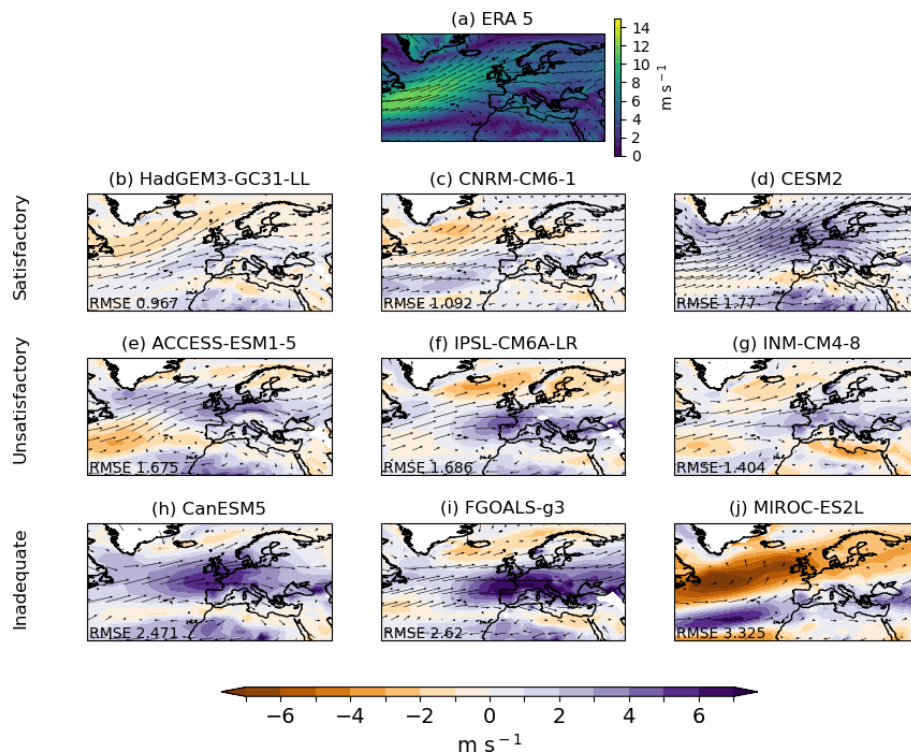 (a) ERA 5
14
12
10
8
6
4
2
0
m s⁻¹
Satisfactory
(b) HadGEM3-GC31-LL
RMSE 0.967
(c) CNRM-CM6-1
RMSE 1.092
(d) CESM2
RMSE 1.77
Unsatisfactory
(e) ACCESS-ESM1-5
RMSE 1.675
(f) IPSL-CM6A-LR
RMSE 1.686
(g) INM-CM4-8
RMSE 1.404
Inadequate
(h) CanESM5
RMSE 2.471
(i) FGOALS-g3
RMSE 2.62
(j) MIROC-ES2L
RMSE 3.325
−6 −4 −2 0 2 4 6
m s⁻¹